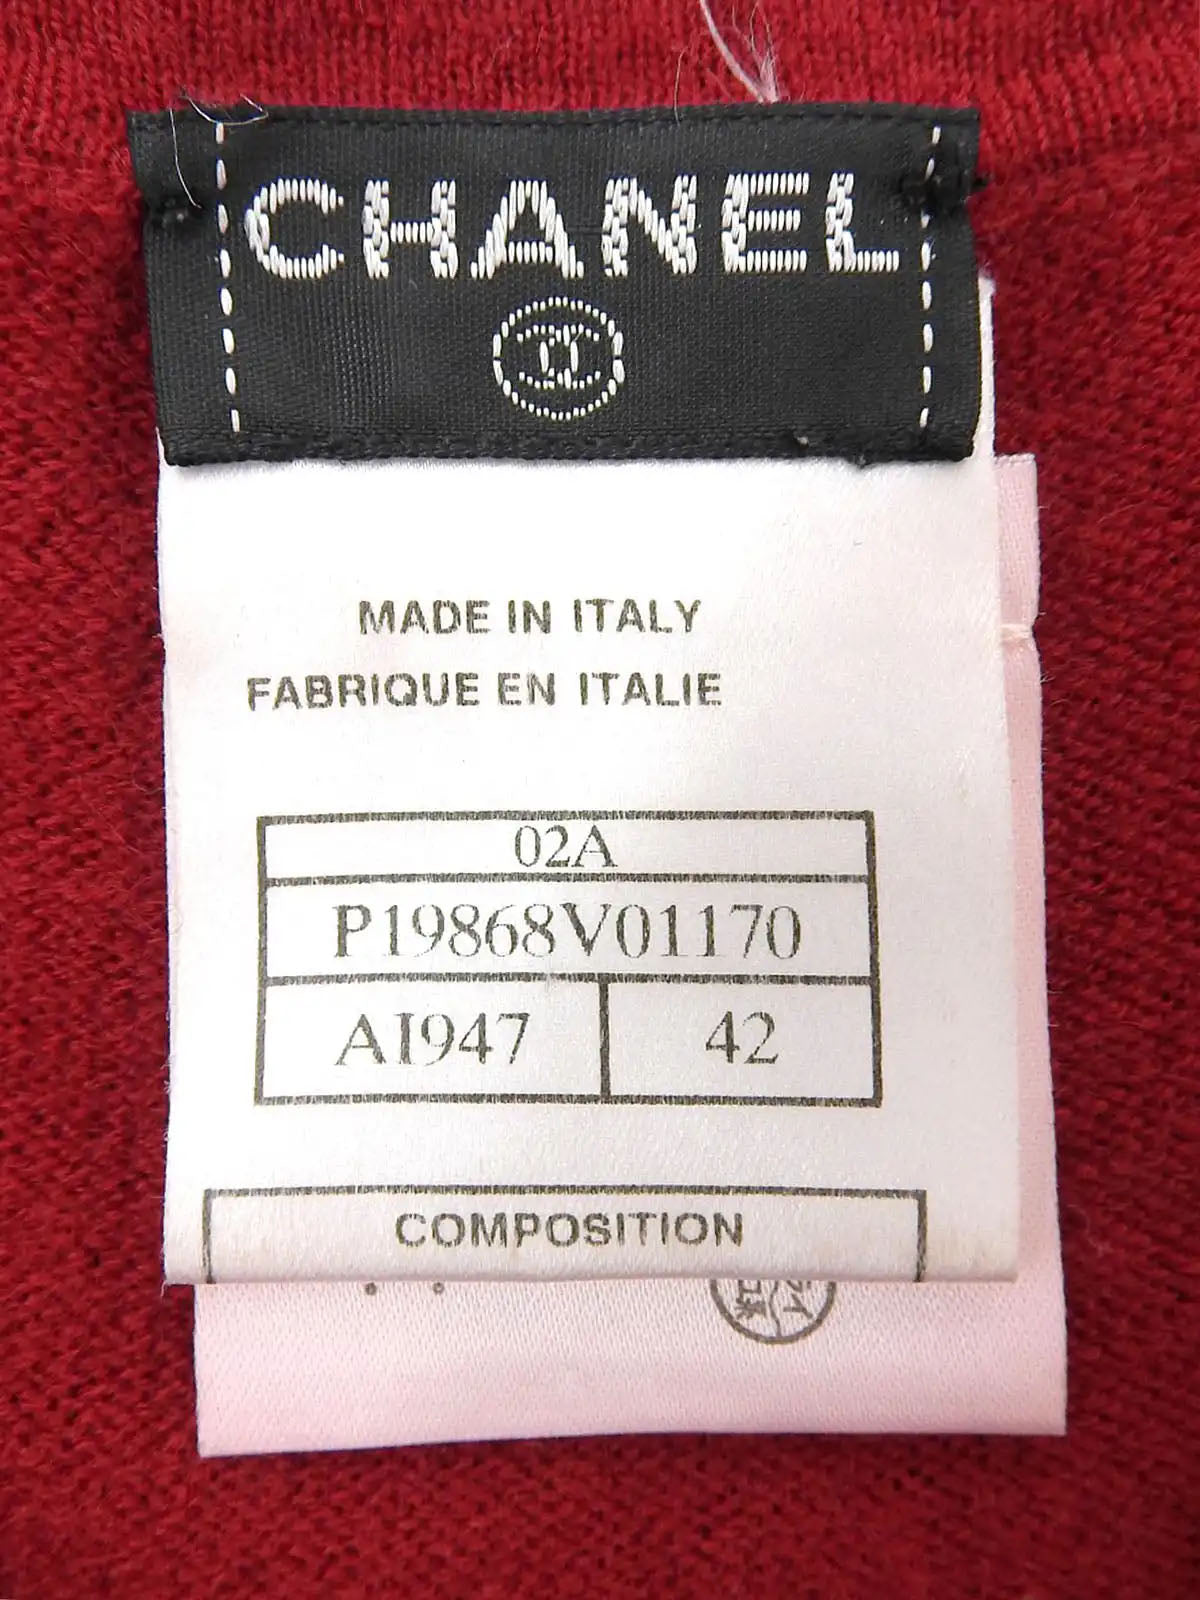 CHANEL
MADE IN ITALY
FABRIQUE EN ITALIE
02A
P19868V01170
AI947 42
COMPOSITION